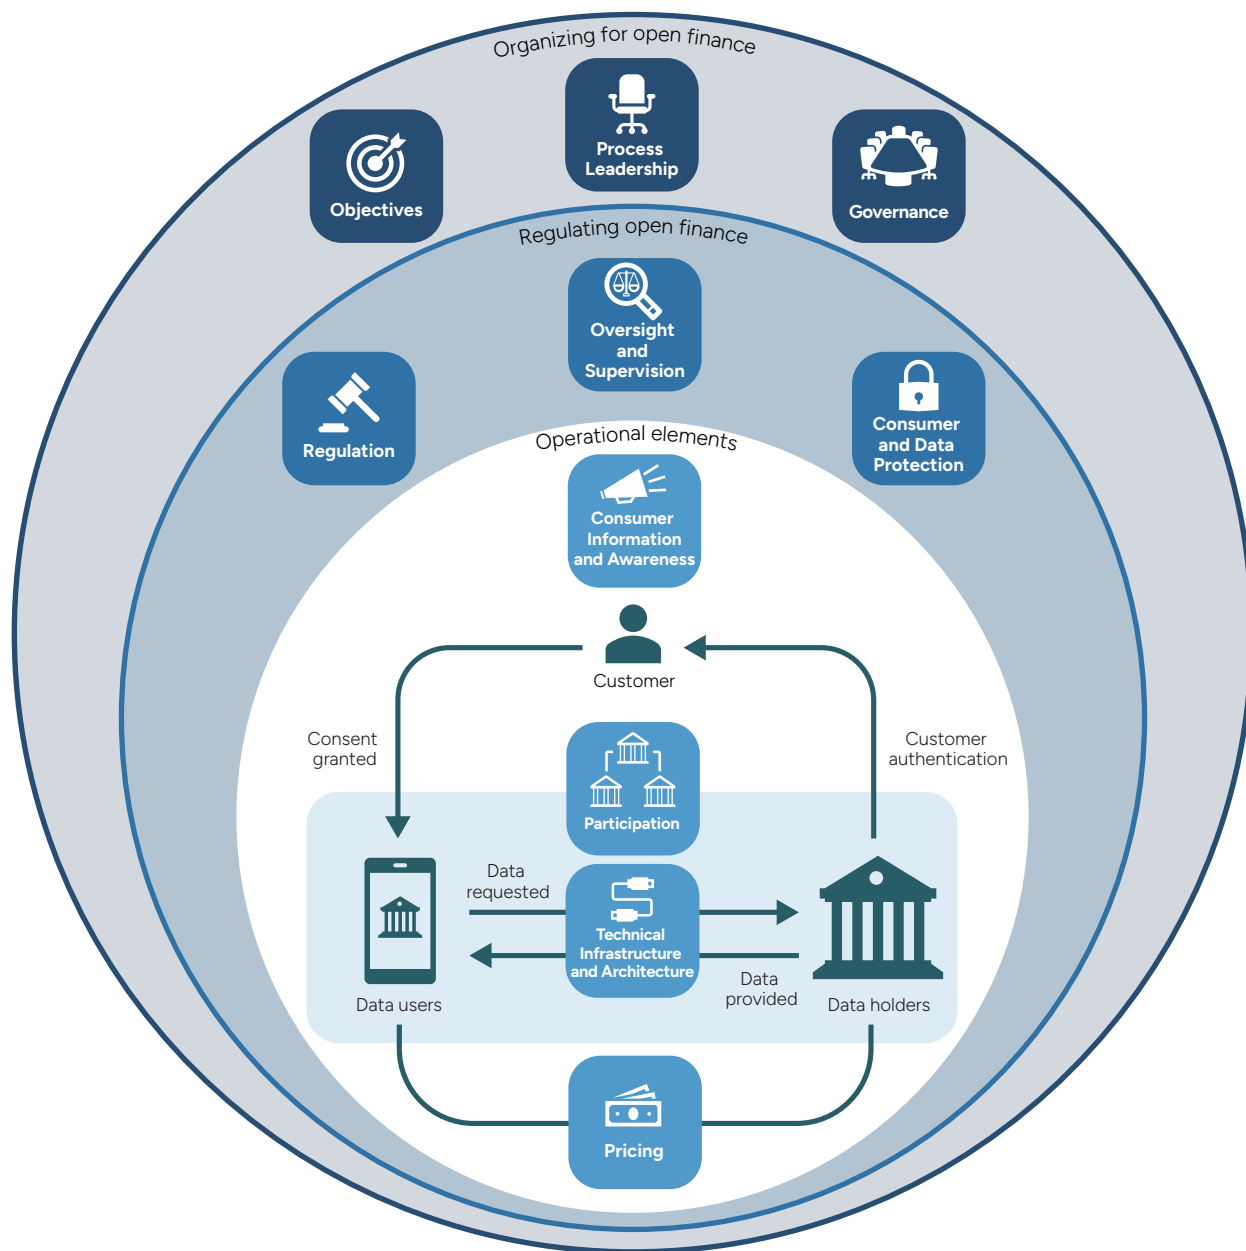 Organizing for open finance
Process
Leadership
Objectives
Governance
Regulating open finance
Oversight
and
Supervision
Regulation
Consumer
and Data
Protection
Operational elements
Consumer
Information
and Awareness
Customer
Consent
granted
Customer
authentication
Participation
Data
requested
Technical
Infrastructure
and Architecture
Data
provided
Data users
Data holders
Pricing